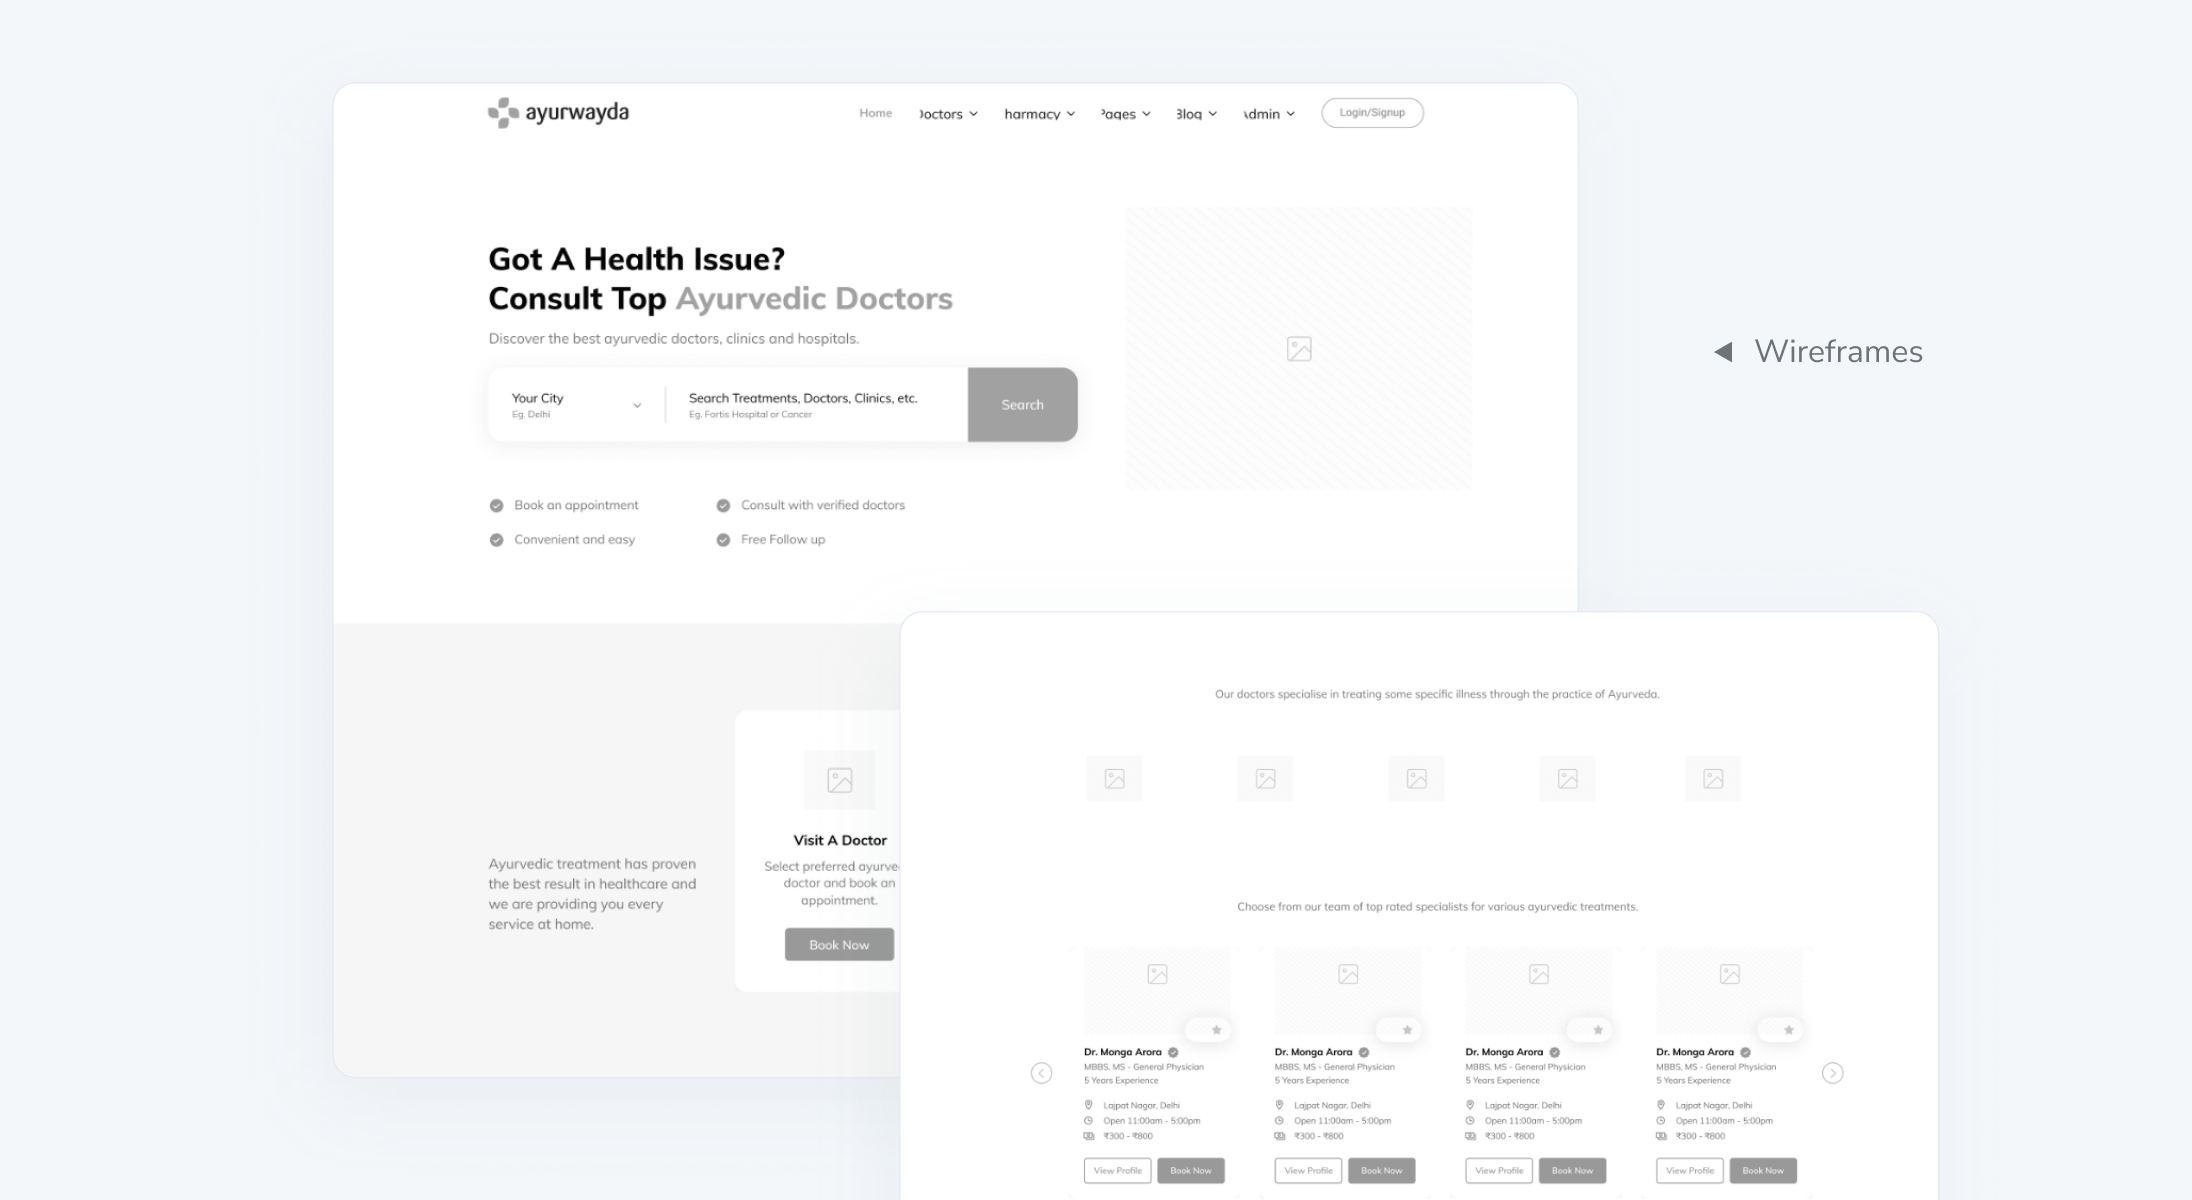 ayurwayda
Home
octors
harmacy
ages
log
dmin
Login/Signup
Got A Health Issue?
Consult Top Ayurvedic Doctors
Discover the best ayurvedic doctors, clinics and hospitals.
Your City
Eg. Delhi
Search Treatments, Doctors, Clinics, etc.
Eg. Fortis Hospital or Cancer
Search
Book an appointment
Consult with verified doctors
Convenient and easy
Free Follow up
Wireframes
Ayurvedic treatment has proven
the best result in healthcare and
we are providing you every
service at home.
Visit A Doctor
Select preferred ayurve
doctor and book an
appointment.
Book Now
Our doctors specialise in treating some specific illness through the practice of Ayurveda.
Choose from our team of top rated specialists for various ayurvedic treatments.
Dr. Monga Arora
MBBS, MS - General Physician
5 Years Experience
Lajpat Nagar, Delhi
Open 11:00am - 5:00pm
₹300 - ₹800
View Profile
Book Now
Dr. Monga Arora
MBBS, MS - General Physician
5 Years Experience
Lajpat Nagar, Delhi
Open 11:00am - 5:00pm
₹300 - ₹800
View Profile
Book Now
Dr. Monga Arora
MBBS, MS - General Physician
5 Years Experience
Lajpat Nagar, Delhi
Open 11:00am - 5:00pm
₹300 - ₹800
View Profile
Book Now
Dr. Monga Arora
MBBS, MS - General Physician
5 Years Experience
Lajpat Nagar, Delhi
Open 11:00am - 5:00pm
₹300 - ₹800
View Profile
Book Now